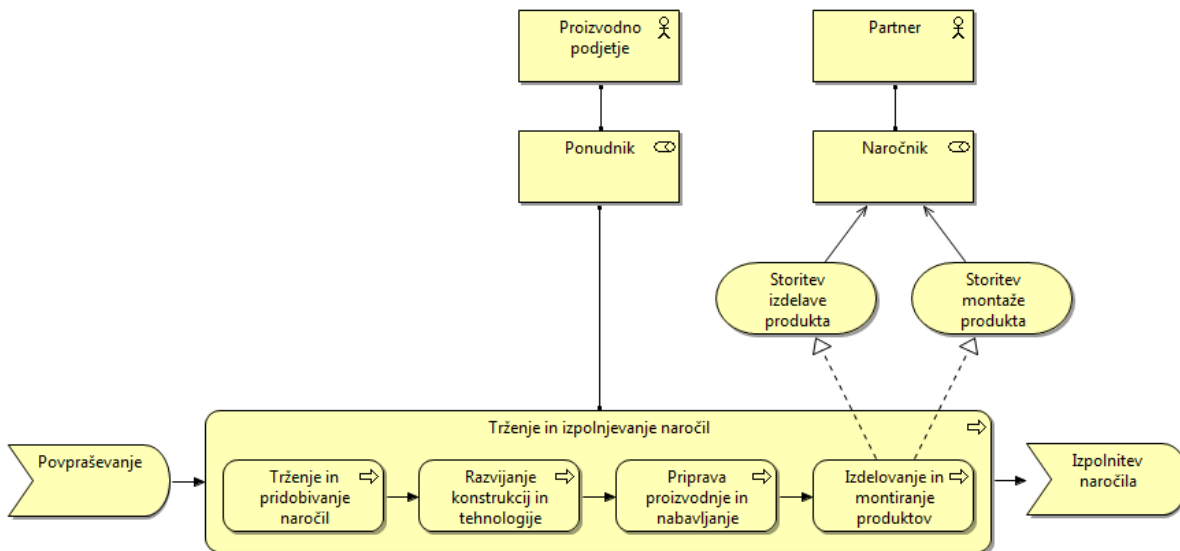 Proizvodno
podjetje
Partner
Ponudnik
Naročnik
Storitev
izdelave
produkta
Storitev
montaže
produkta
Trženje in izpolnjevanje naročil
Povpraševanje
Trženje in
pridobivanje
naročil
Razvijanje
konstrukcij in
tehnologije
Priprava
proizvodnje in
nabavljanje
Izdelovanje in
montiranje
produktov
Izpolnitev
naročila